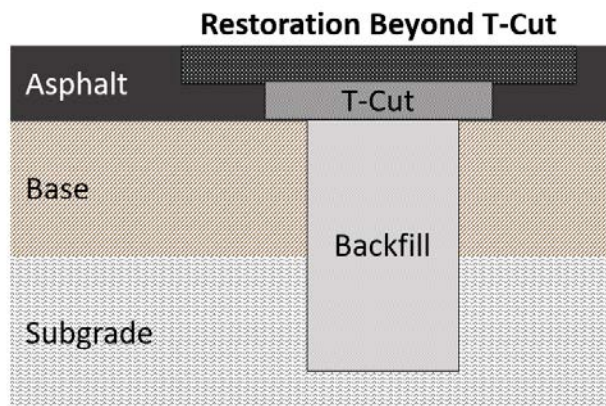 Restoration Beyond T-Cut
Asphalt
T-Cut
Base
Backfill
Subgrade